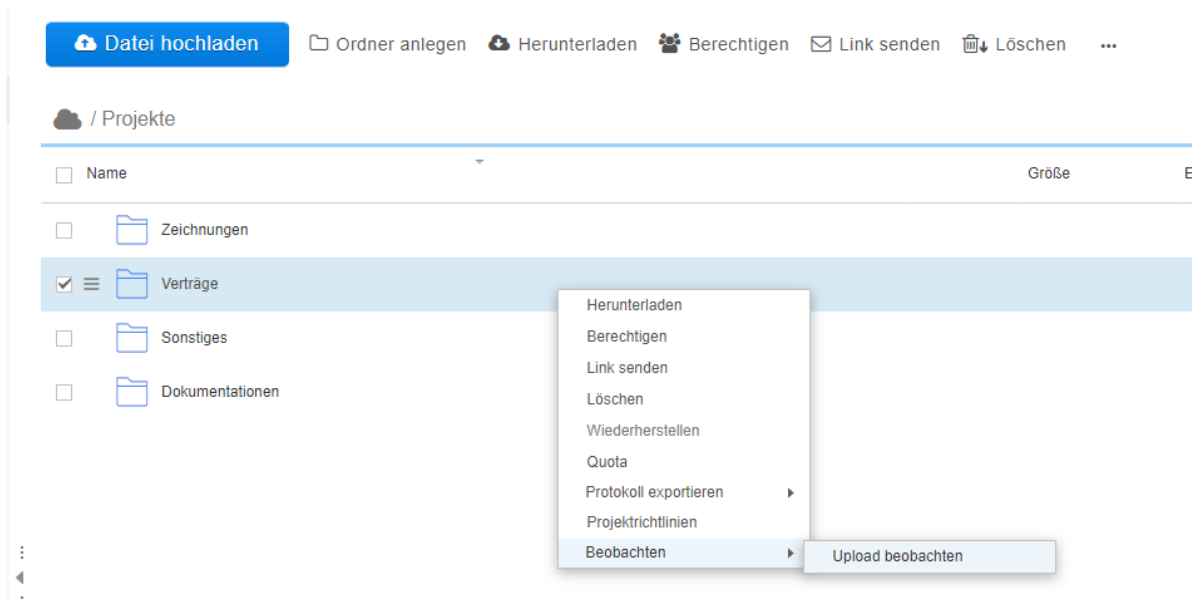 Datei hochladen Ordner anlegen Herunterladen Berechtigen Link senden Löschen ...
/ Projekte
Name Größe E
Zeichnungen
Verträge
Herunterladen
Berechtigen
Sonstiges
Link senden
Dokumentationen
Löschen
Wiederherstellen
Quota
Protokoll exportieren
Projektrichtlinien
Beobachten Upload beobachten